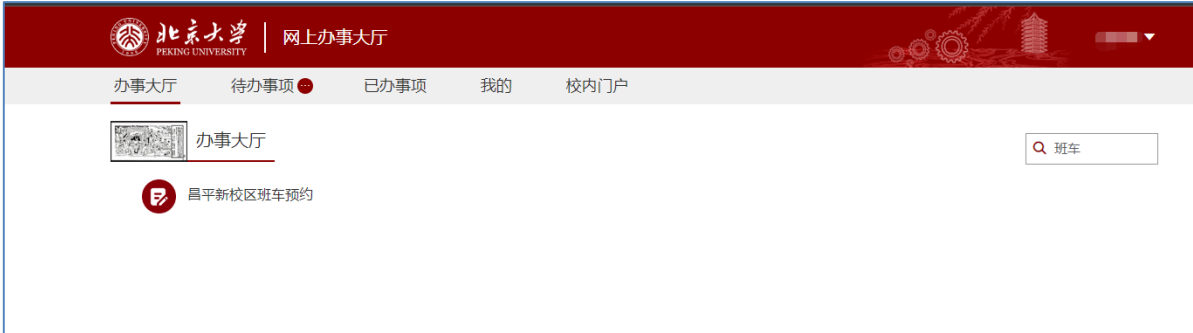 北京大学
PEKING UNIVERSITY
网上办事大厅
办事大厅 待办事项 已办事项 我的 校内门户
办事大厅
班车
昌平新校区班车预约